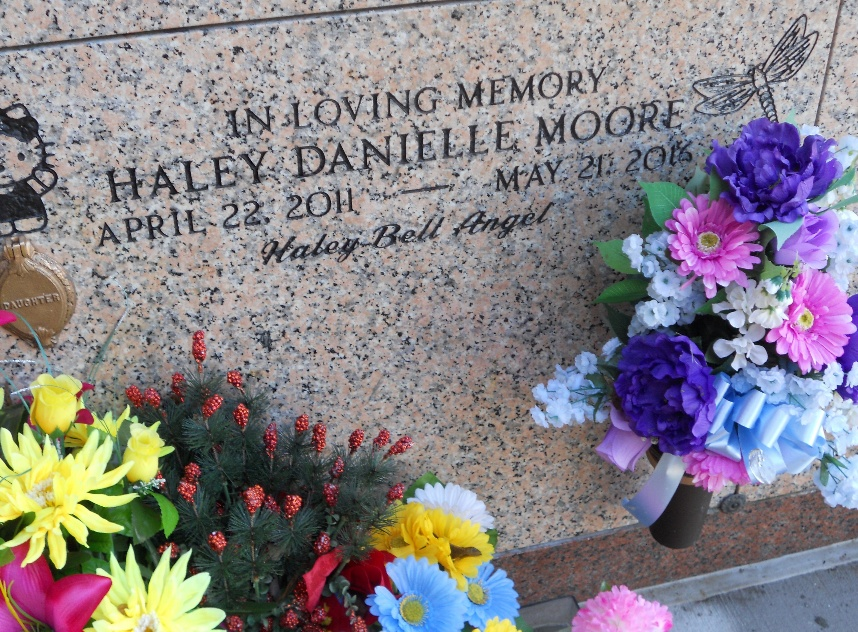 IN LOVING MEMORY
HALEY DANIELLE MOORE
APRIL 22, 2011 — MAY 21, 2016
Haley Bell Angel
DAUGHTER